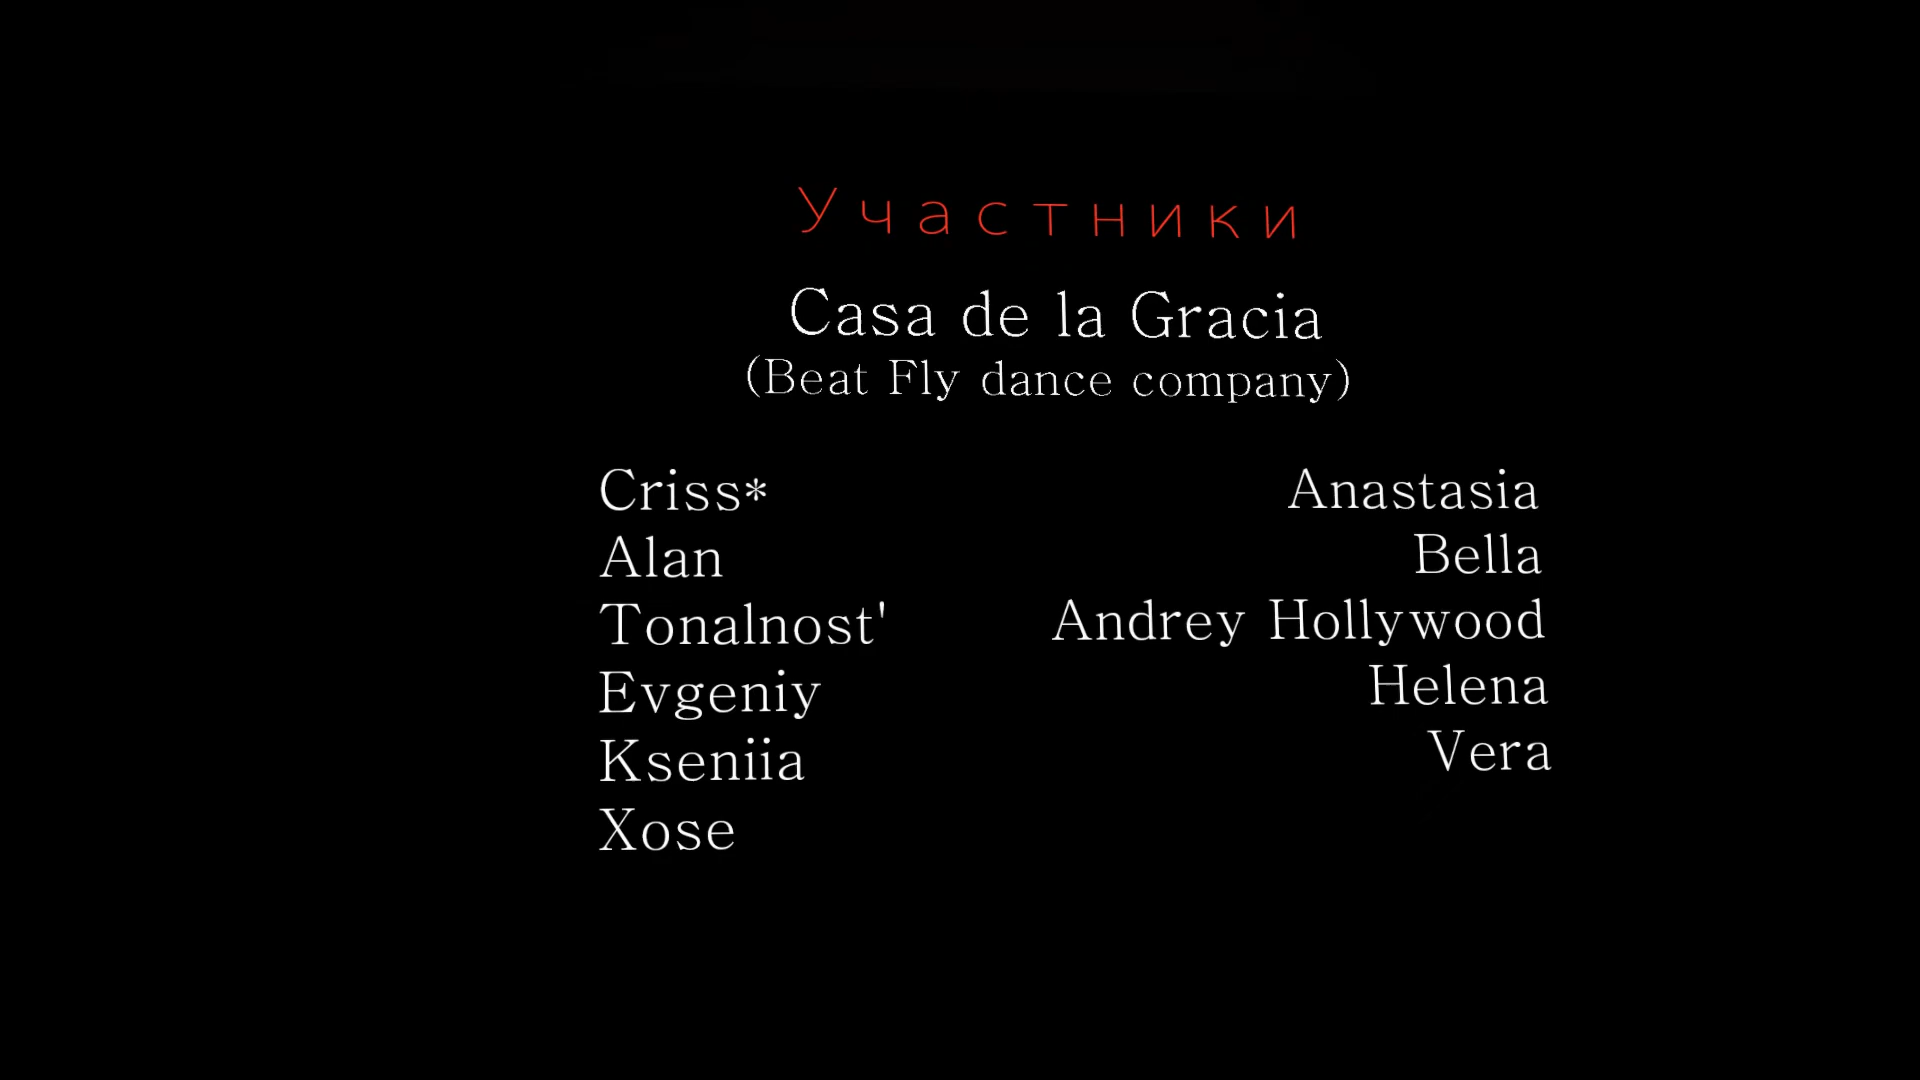 Участники
Casa de la Gracia
(Beat Fly dance company)
Criss*
Alan
Tonalnost'
Evgeniy
Kseniia
Xose
Anastasia
Bella
Andrey Hollywood
Helena
Vera